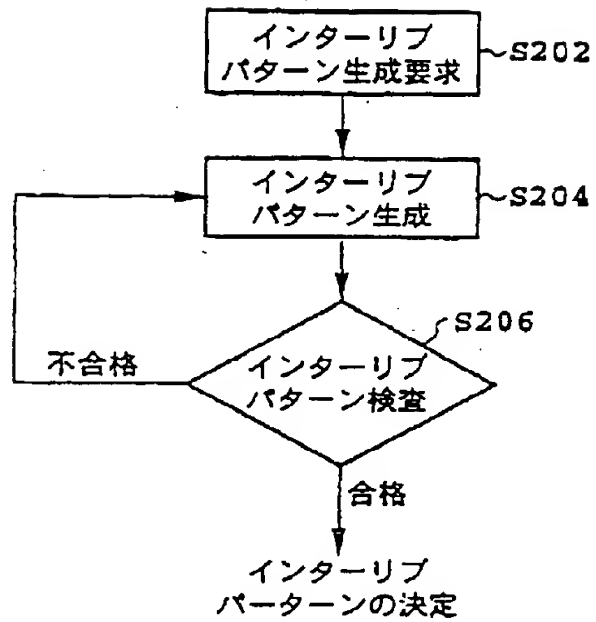 インターリブ
パターン生成要求
S202
インターリブ
パターン生成
S204
S206
不合格
インターリブ
パターン検査
合格
インターリブ
パーターンの決定